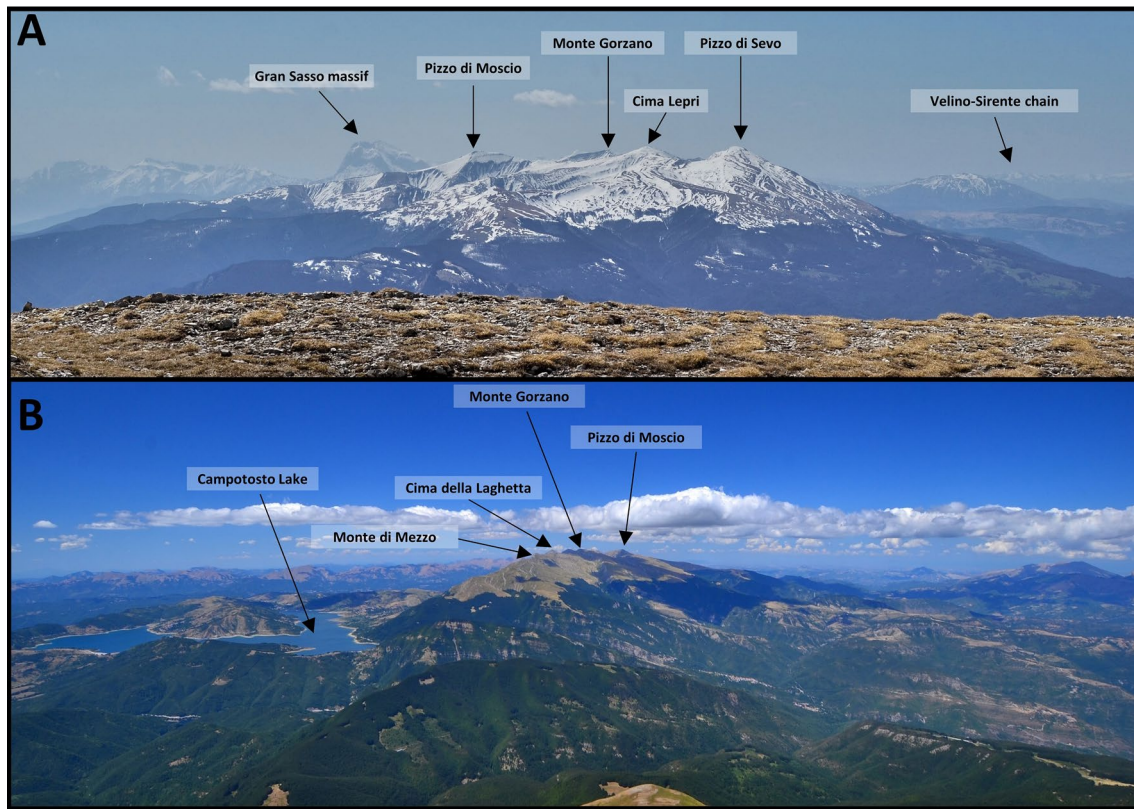 A
Monte Gorzano
Pizzo di Sevo
Pizzo di Moscio
Gran Sasso massif
Cima Lepri
Velino-Sirente chain
B
Monte Gorzano
Pizzo di Moscio
Campotosto Lake
Cima della Laghetta
Monte di Mezzo